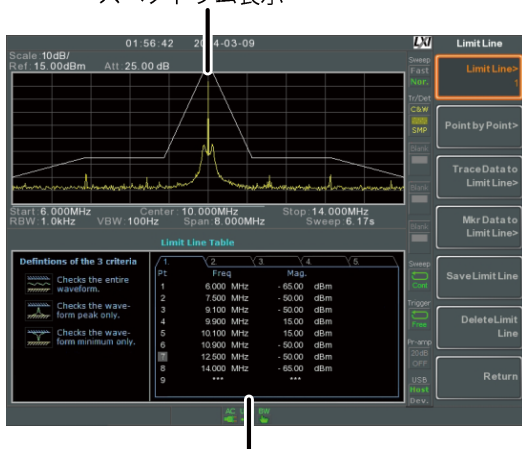 スペクトラム表示
01:56:42 2014-03-09
LXI
Limit Line
Scale:10dB/
Ref:15.00dBm Att:25.00 dB
Sweep
Fast
Nor.
Tr/Det
C&W
SMP
Blank
Blank
Blank
Start:6.000MHz Center:10.000MHz Stop:14.000MHz
RBW:1.0kHz VBW:100Hz Span:8.000MHz Sweep:6.17s
Limit Line Table
Defintions of the 3 criteria
Checks the entire
waveform.
Checks the wave-
form peak only.
Checks the wave-
form minimum only.
1. 2. 3. 4. 5.
Pt Freq Mag.
1 6.000 MHz - 65.00 dBm
2 7.500 MHz - 50.00 dBm
3 9.100 MHz - 50.00 dBm
4 9.900 MHz 15.00 dBm
5 10.100 MHz 15.00 dBm
6 10.900 MHz - 50.00 dBm
7 12.500 MHz - 50.00 dBm
8 14.000 MHz - 65.00 dBm
9 *** ***
Sweep
Cont
Trigger
Free
Pr-amp
20dB
OFF
USB
Host
Dev.
Limit Line>
1
Point by Point>
Trace Data to
Limit Line>
Mkr Data to
Limit Line>
Save Limit Line
Delete Limit
Line
Return
AC BW